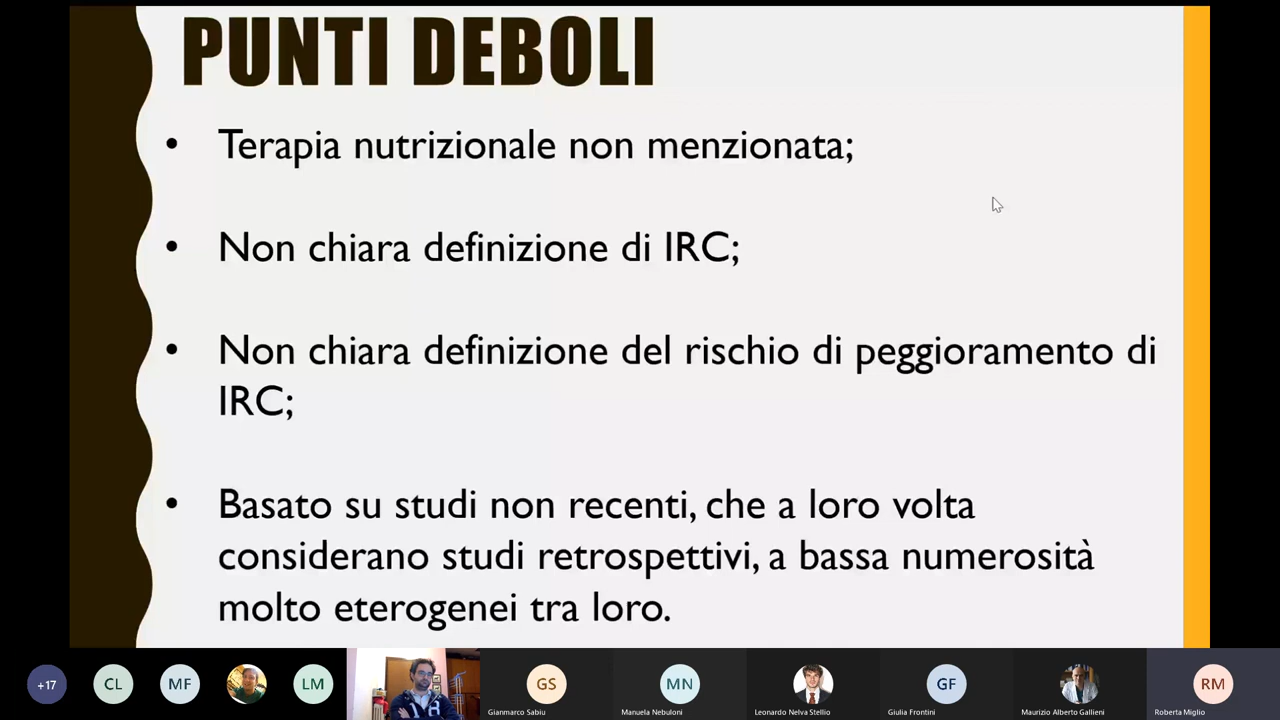 PUNTI DEBOLI
• Terapia nutrizionale non menzionata;
• Non chiara definizione di IRC;
• Non chiara definizione del rischio di peggioramento di
IRC;
• Basato su studi non recenti, che a loro volta
considerano studi retrospettivi, a bassa numerosità
molto eterogenei tra loro.
+17
CL
MF
LM
GS
Gianmarco Sabiu
MN
Manuela Nebuloni
Leonardo Nelva Stellio
GF
Giulia Frontini
Maurizio Alberto Gallieni
RM
Roberta Miglio